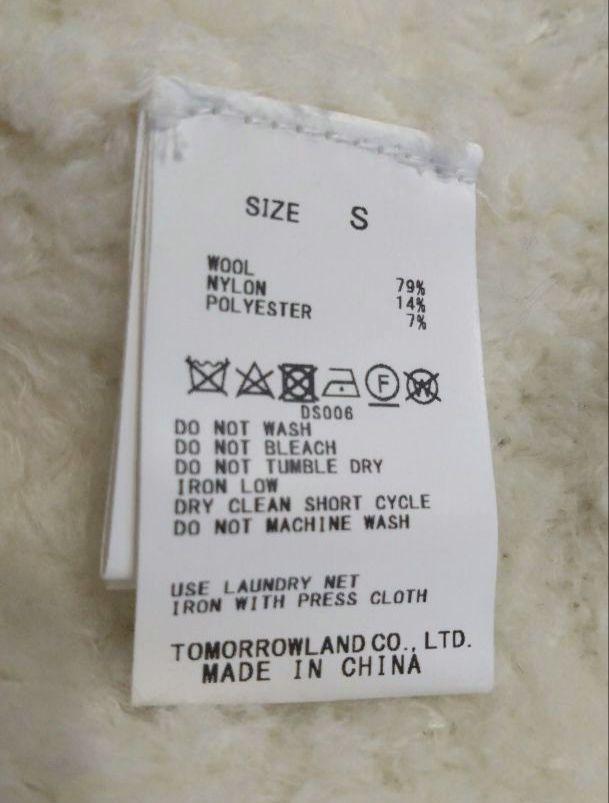 SIZE S
WOOL 79%
NYLON 14%
POLYESTER 7%
F W
DS006
DO NOT WASH
DO NOT BLEACH
DO NOT TUMBLE DRY
IRON LOW
DRY CLEAN SHORT CYCLE
DO NOT MACHINE WASH
USE LAUNDRY NET
IRON WITH PRESS CLOTH
TOMORROWLAND CO., LTD.
MADE IN CHINA